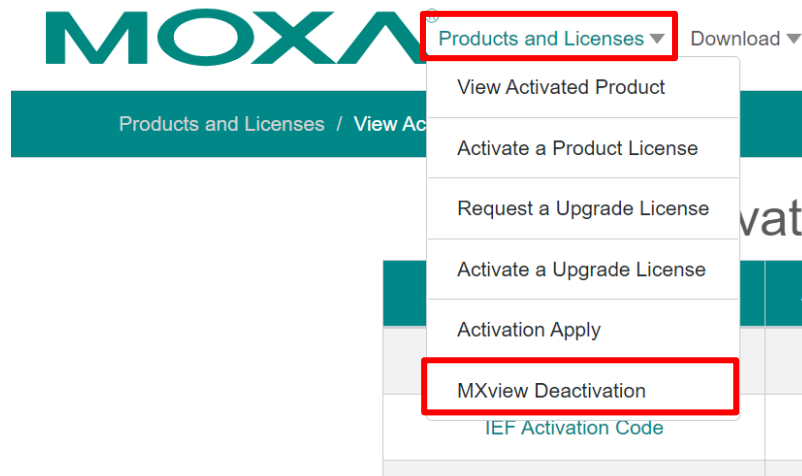 MOXA®
Products and Licenses
Download
Products and Licenses / View Ac
View Activated Product
Activate a Product License
Request a Upgrade License
vat
Activate a Upgrade License
Activation Apply
MXview Deactivation
IEF Activation Code